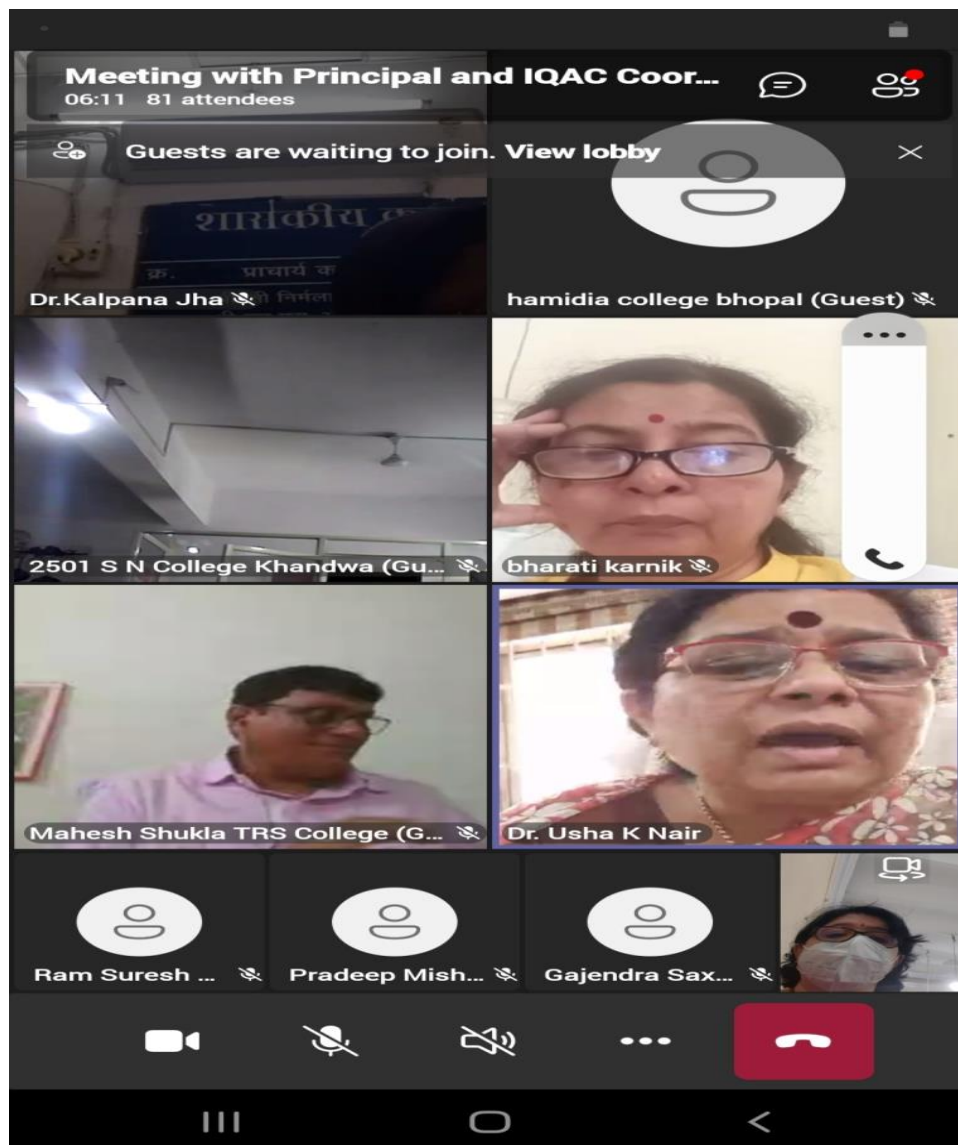 Meeting with Principal and IQAC Coor...
06:11 81 attendees
Guests are waiting to join. View lobby
शासकीय
क्र. प्राचार्य
Dr.Kalpana Jha
hamidia college bhopal (Guest)
2501 S N College Khandwa (Gu...
bharati karnik
Mahesh Shukla TRS College (G...
Dr. Usha K Nair
Ram Suresh ...
Pradeep Mish...
Gajendra Sax...